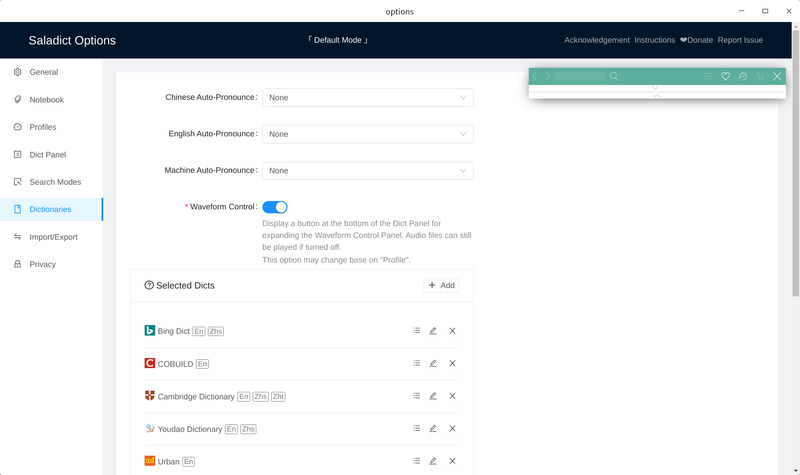 options
Saladict Options
「 Default Mode 」
Acknowledgement Instructions ❤Donate Report Issue
General
Notebook
Profiles
Dict Panel
Search Modes
Dictionaries
Import/Export
Privacy
Chinese Auto-Pronounce: None
English Auto-Pronounce: None
Machine Auto-Pronounce: None
* Waveform Control:
Display a button at the bottom of the Dict Panel for
expanding the Waveform Control Panel. Audio files can still
be played if turned off.
This option may change base on "Profile".
Selected Dicts
+ Add
Bing Dict En Zhs
COBUILD En
Cambridge Dictionary En Zhs Zht
Youdao Dictionary En Zhs
Urban En